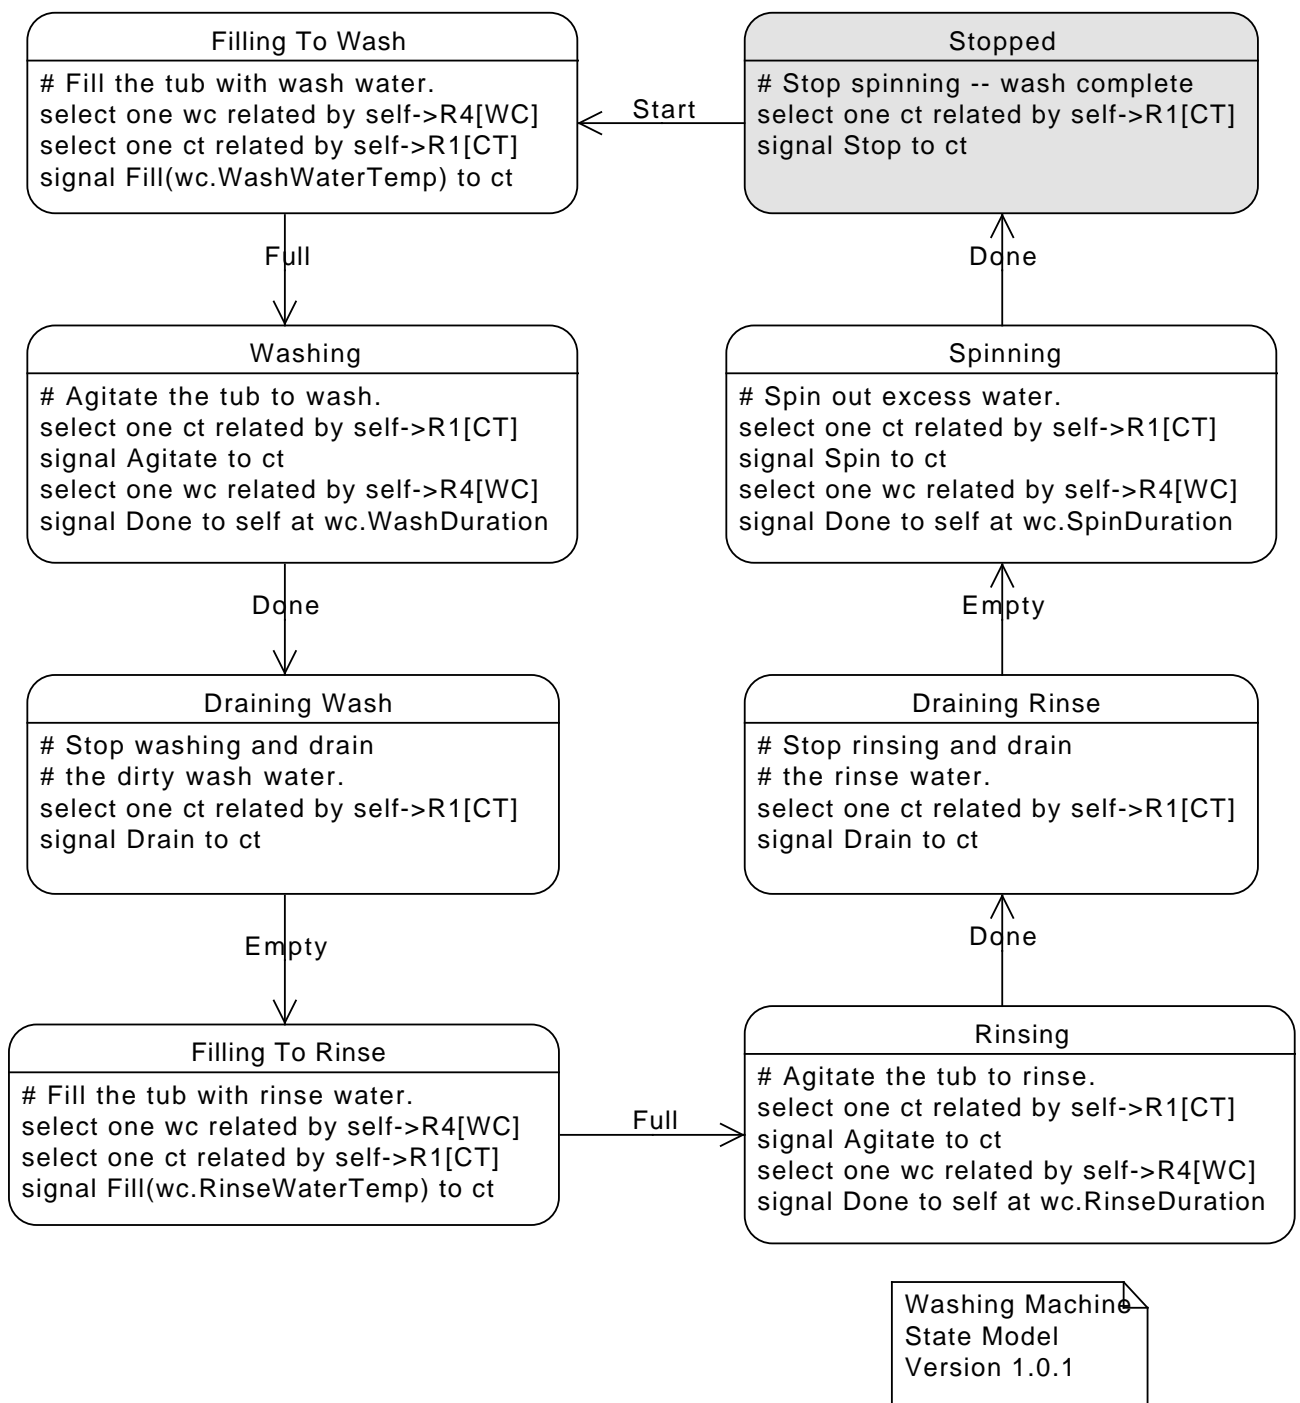 Filling To Wash
# Fill the tub with wash water.
select one wc related by self->R4[WC]
select one ct related by self->R1[CT]
signal Fill(wc.WashWaterTemp) to ct
Start
Stopped
# Stop spinning -- wash complete
select one ct related by self->R1[CT]
signal Stop to ct
Full
Done
Washing
# Agitate the tub to wash.
select one ct related by self->R1[CT]
signal Agitate to ct
select one wc related by self->R4[WC]
signal Done to self at wc.WashDuration
Spinning
# Spin out excess water.
select one ct related by self->R1[CT]
signal Spin to ct
select one wc related by self->R4[WC]
signal Done to self at wc.SpinDuration
Done
Empty
Draining Wash
# Stop washing and drain
# the dirty wash water.
select one ct related by self->R1[CT]
signal Drain to ct
Draining Rinse
# Stop rinsing and drain
# the rinse water.
select one ct related by self->R1[CT]
signal Drain to ct
Empty
Done
Filling To Rinse
# Fill the tub with rinse water.
select one wc related by self->R4[WC]
select one ct related by self->R1[CT]
signal Fill(wc.RinseWaterTemp) to ct
Full
Rinsing
# Agitate the tub to rinse.
select one ct related by self->R1[CT]
signal Agitate to ct
select one wc related by self->R4[WC]
signal Done to self at wc.RinseDuration
Washing Machine
State Model
Version 1.0.1